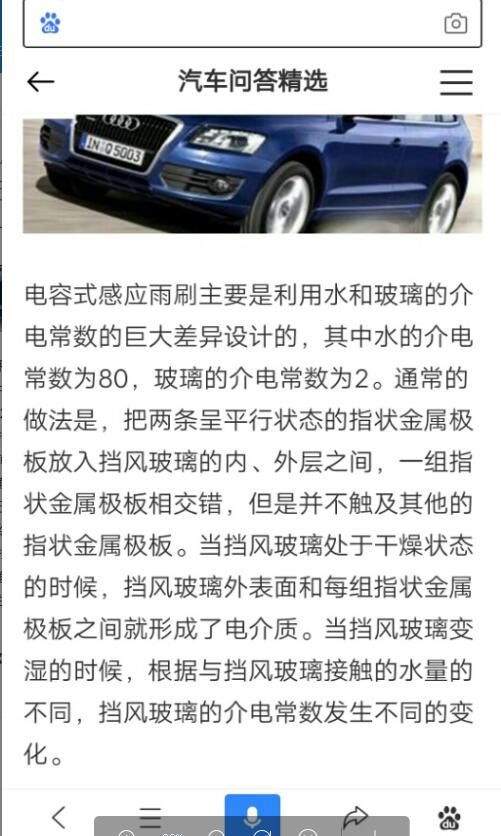 du
汽车问答精选
IN Q 5003
电容式感应雨刷主要是利用水和玻璃的介
电常数的巨大差异设计的，其中水的介电
常数为80，玻璃的介电常数为2。通常的
做法是，把两条呈平行状态的指状金属极
板放入挡风玻璃的内、外层之间，一组指
状金属极板相交错，但是并不触及其他的
指状金属极板。当挡风玻璃处于干燥状态
的时候，挡风玻璃外表面和每组指状金属
极板之间就形成了电介质。当挡风玻璃变
湿的时候，根据与挡风玻璃接触的水量的
不同，挡风玻璃的介电常数发生不同的变
化。
du